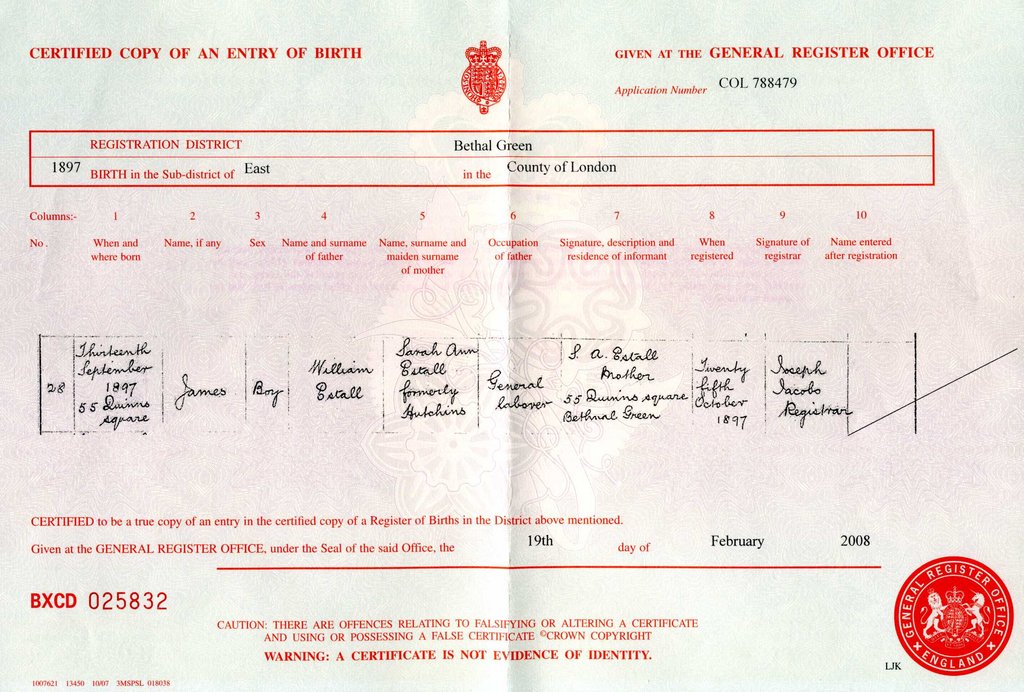 CERTIFIED COPY OF AN ENTRY OF BIRTH
GIVEN AT THE GENERAL REGISTER OFFICE
Application Number COL 788479
REGISTRATION DISTRICT Bethal Green
1897 BIRTH in the Sub-district of East in the County of London
Columns:- 1 2 3 4 5 6 7 8 9 10
No. When and where born Name, if any Sex Name and surname of father Name, surname and maiden surname of mother Occupation of father Signature, description and residence of informant When registered Signature of registrar Name entered after registration
28
Thirteenth
September
1897
55 Quinns
square
James
Boy
William
Estall
Sarah Ann
Estall
formerly
Hutchins
General
labourer
S. A. Estall
Mother
55 Quinns square
Bethnal Green
Twenty
fifth
October
1897
Joseph
Jacobs
Registrar
CERTIFIED to be a true copy of an entry in the certified copy of a Register of Births in the District above mentioned.
Given at the GENERAL REGISTER OFFICE, under the Seal of the said Office, the 19th day of February 2008
BXCD 025832
CAUTION: THERE ARE OFFENCES RELATING TO FALSIFYING OR ALTERING A CERTIFICATE
AND USING OR POSSESSING A FALSE CERTIFICATE ©CROWN COPYRIGHT
WARNING: A CERTIFICATE IS NOT EVIDENCE OF IDENTITY.
GENERAL REGISTER OFFICE
ENGLAND
LJK
1007621 13450 10/07 3MSPSL 018038